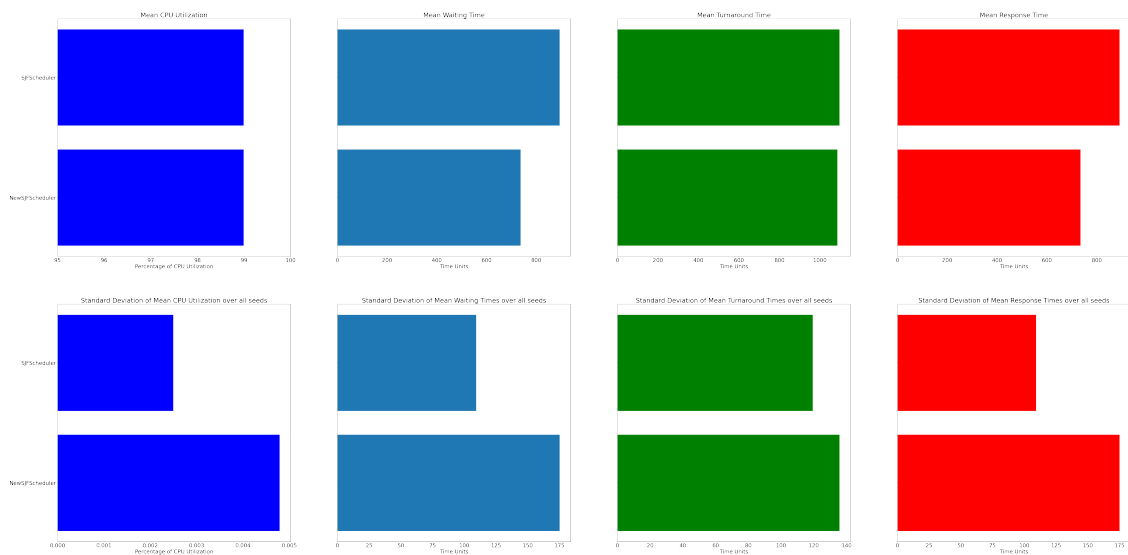 Mean CPU Utilization
Mean Waiting Time
Mean Turnaround Time
Mean Response Time
SJFScheduler
NewSJFScheduler
95 96 97 98 99 100
0 200 400 600 800
0 200 400 600 800 1000
0 200 400 600 800
Percentage of CPU Utilization
Time Units
Time Units
Time Units
Standard Deviation of Mean CPU Utilization over all seeds
Standard Deviation of Mean Waiting Times over all seeds
Standard Deviation of Mean Turnaround Times over all seeds
Standard Deviation of Mean Response Times over all seeds
SJFScheduler
NewSJFScheduler
0.000 0.001 0.002 0.003 0.004 0.005
0 25 50 75 100 125 150 175
0 20 40 60 80 100 120 140
0 25 50 75 100 125 150 175
Percentage of CPU Utilization
Time Units
Time Units
Time Units